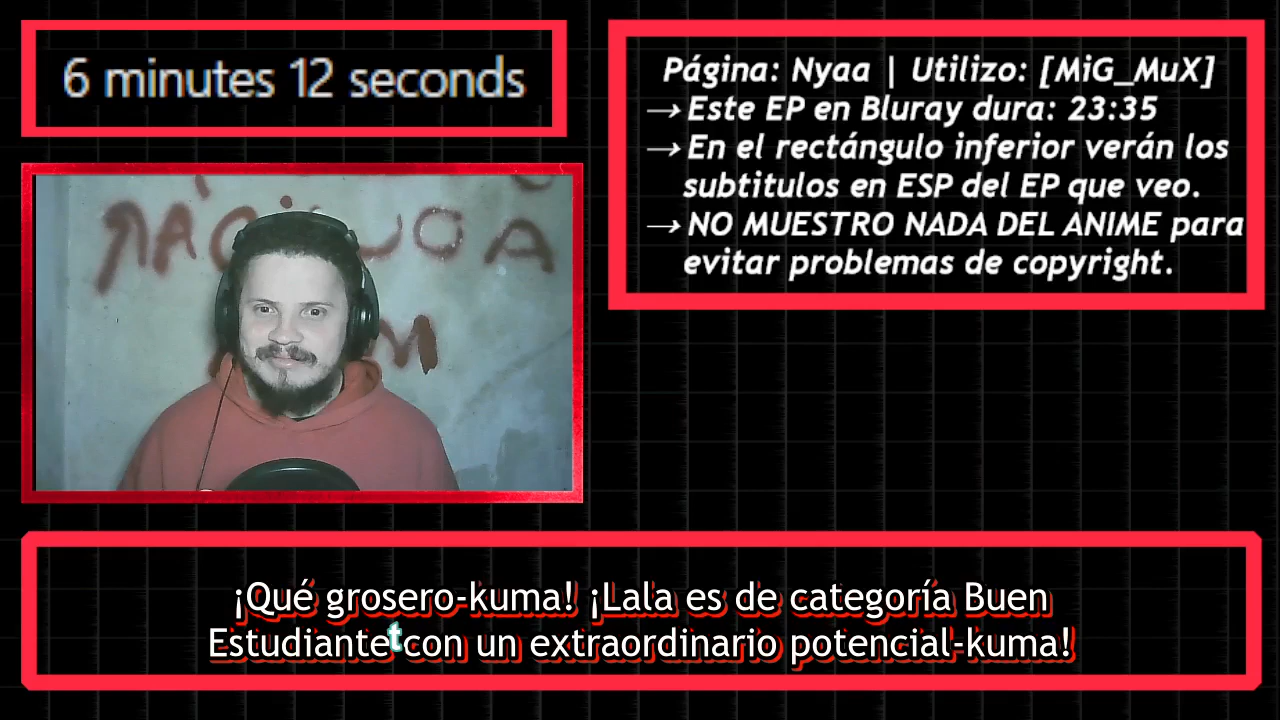 6 minutes 12 seconds
Página: Nyaa | Utilizo: [MiG_MuX]
→ Este EP en Bluray dura: 23:35
→ En el rectángulo inferior verán los
subtitulos en ESP del EP que veo.
→ NO MUESTRO NADA DEL ANIME para
evitar problemas de copyright.
¡Qué grosero-kuma! ¡Lala es de categoría Buen
Estudiante con un extraordinario potencial-kuma!